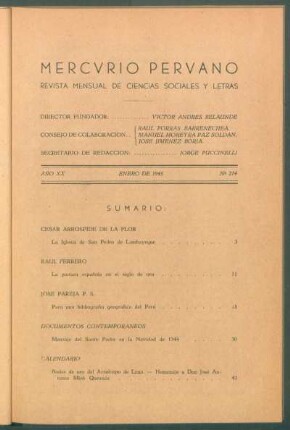 MERCVRIO PERVANO
REVISTA MENSUAL DE CIENCIAS SOCIALES Y LETRAS
DIRECTOR FUNDADOR: VICTOR ANDRES BELAUNDE
RAUL PORRAS BARRENECHEA,
CONSEJO DE COLABORACION MANUEL MOREYRA PAZ SOLDAN,
JOSE JIMENEZ BORJA
SECRETARIO DE REDACCION: JORGE PUCCINELLI
AÑO XX ENERO DE 1945 Nº 214
SUMARIO:
CESAR ARROSPIDE DE LA FLOR
La Iglesia de San Pedro de Lambayeque 3
RAUL FERRERO
La pintura española en el siglo de oro 11
JOSE PAREJA P. S.
Para una bibliografía geográfica del Perú
DOCUMENTOS CONTEMPORANEOS
Mensaje del Santo Padre en la Navidad de 1944 30
CALENDARIO
Notas de uno del Arzobispo de Lima — Homenaje a Don José Antonio Miró Quesada